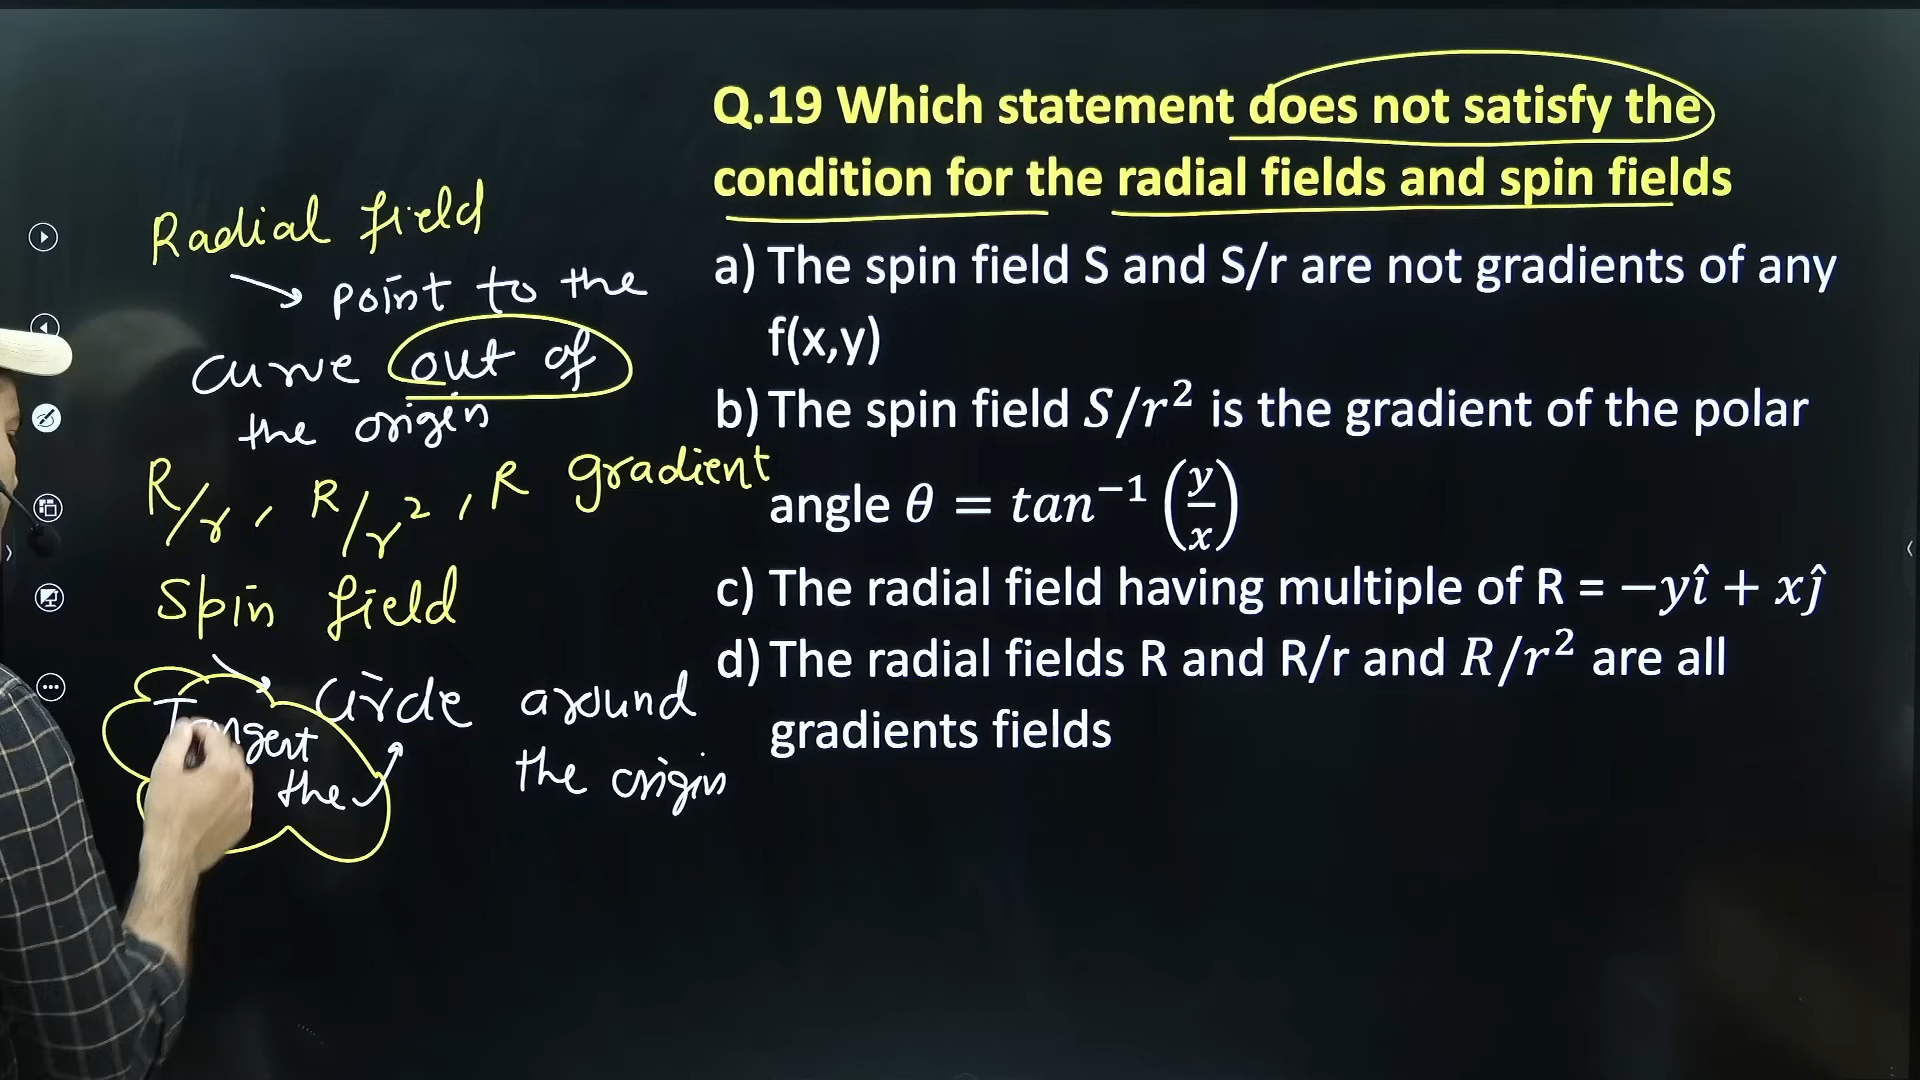 Q.19 Which statement does not satisfy the
condition for the radial fields and spin fields
a) The spin field S and S/r are not gradients of any
f(x,y)
b) The spin field S/r² is the gradient of the polar
angle θ = tan⁻¹(y/x)
c) The radial field having multiple of R = −yî + xĵ
d) The radial fields R and R/r and R/r² are all
gradients fields
Radial field
→ point to the
curve out of
the origin
R/r, R/r², R gradient
Spin field
→ circle around
the origin
Tangent
the